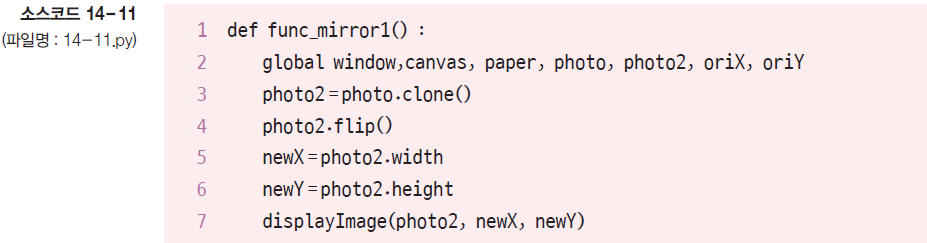 소스코드 14-11
(파일명 : 14-11.py)
1 def func_mirror1() :
2 global window,canvas, paper, photo, photo2, oriX, oriY
3 photo2=photo.clone()
4 photo2.flip()
5 newX=photo2.width
6 newY=photo2.height
7 displayImage(photo2, newX, newY)